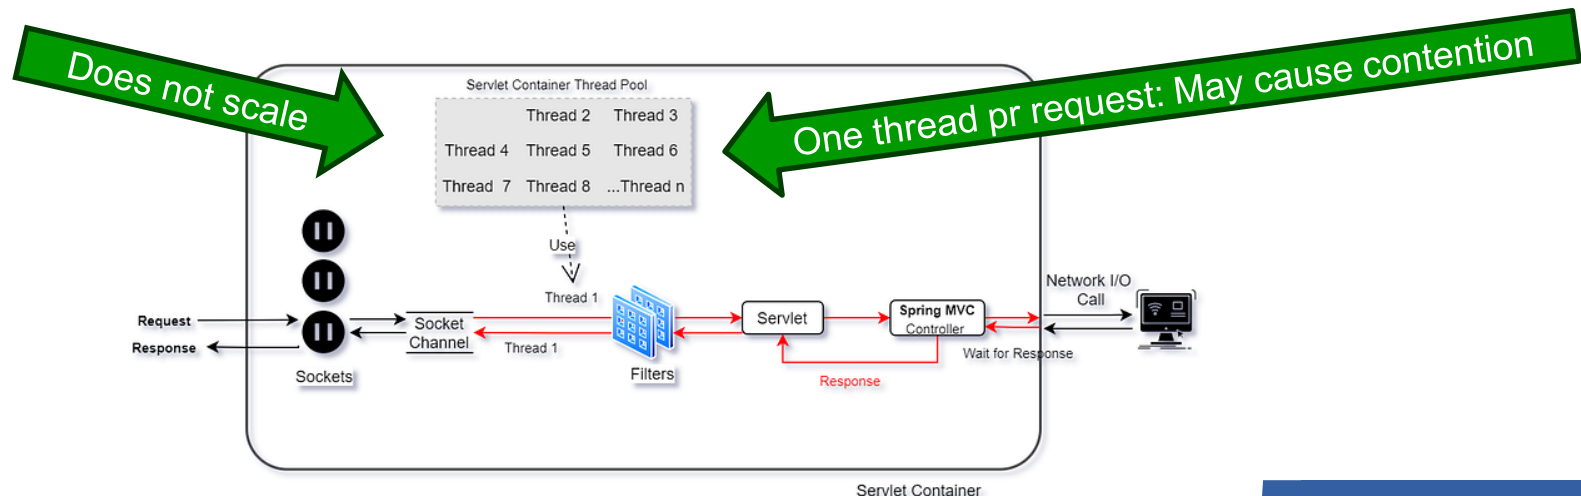 Does not scale
One thread pr request: May cause contention
Servlet Container Thread Pool
Thread 2 Thread 3
Thread 4 Thread 5 Thread 6
Thread 7 Thread 8 ...Thread n
Use
Thread 1
Request
Response
Sockets
Socket
Channel
Thread 1
Filters
Servlet
Spring MVC
Controller
Response
Wait for Response
Network I/O
Call
Servlet Container